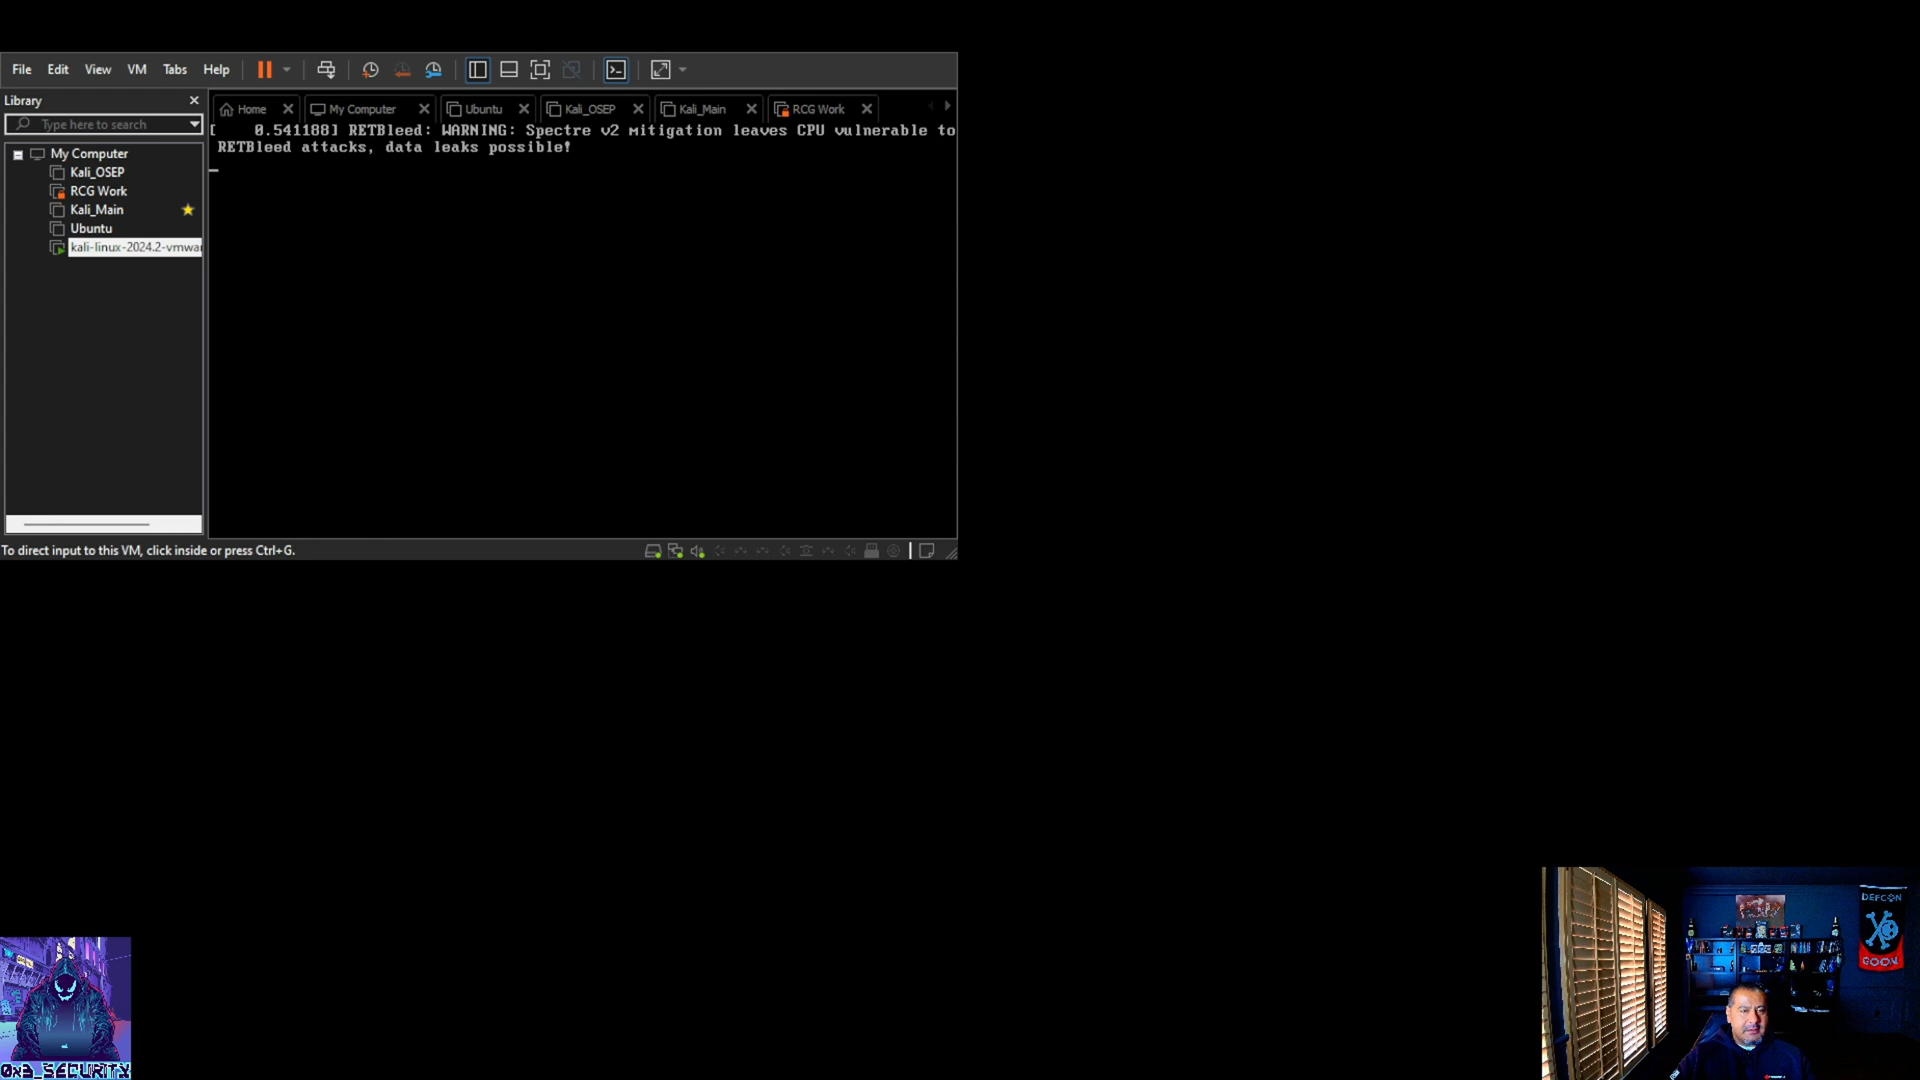 File Edit View VM Tabs Help
Library
Type here to search
Home My Computer Ubuntu Kali_OSEP Kali_Main RCG Work
My Computer
Kali_OSEP
RCG Work
Kali_Main
Ubuntu
kali-linux-2024.2-vmwar
[    0.541188] RETBleed: WARNING: Spectre v2 mitigation leaves CPU vulnerable to
RETBleed attacks, data leaks possible!
To direct input to this VM, click inside or press Ctrl+G.
DEFCON
GOON
0x3_SECURITY